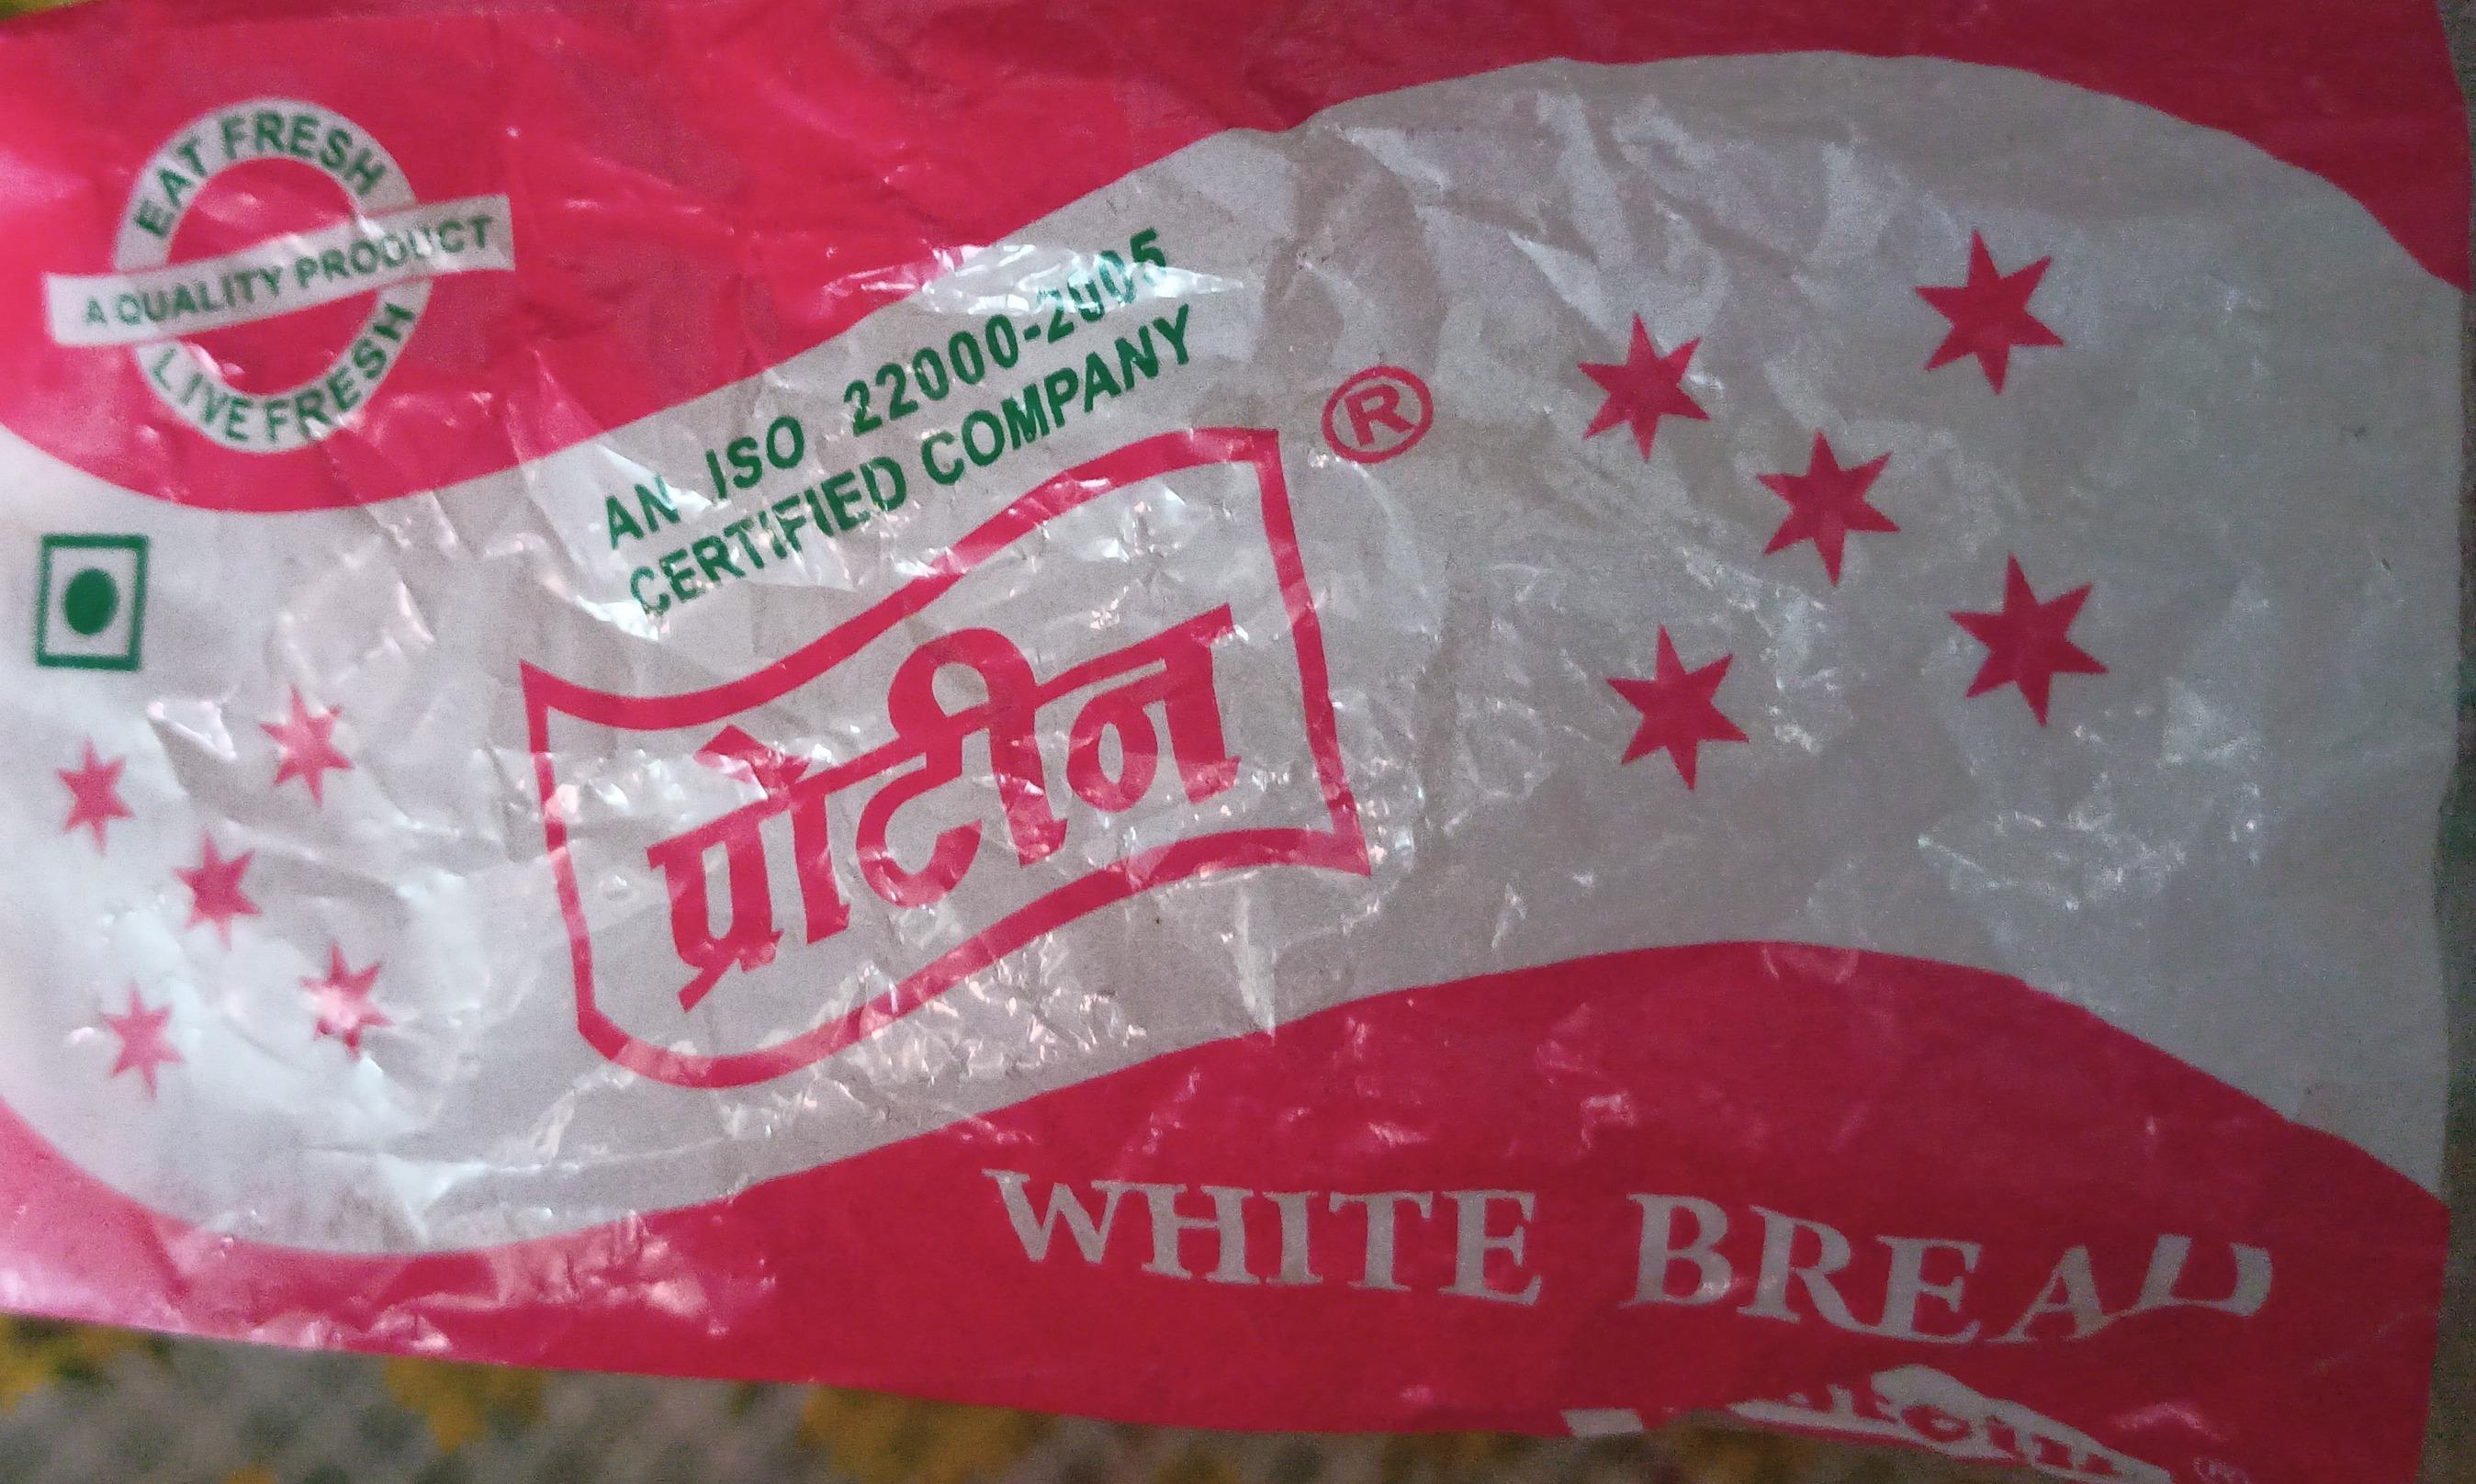 EAT FRESH
A QUALITY PRODUCT
LIVE FRESH
AN ISO 22000-2005
CERTIFIED COMPANY
प्रोटीन
®
WHITE BREAD
®